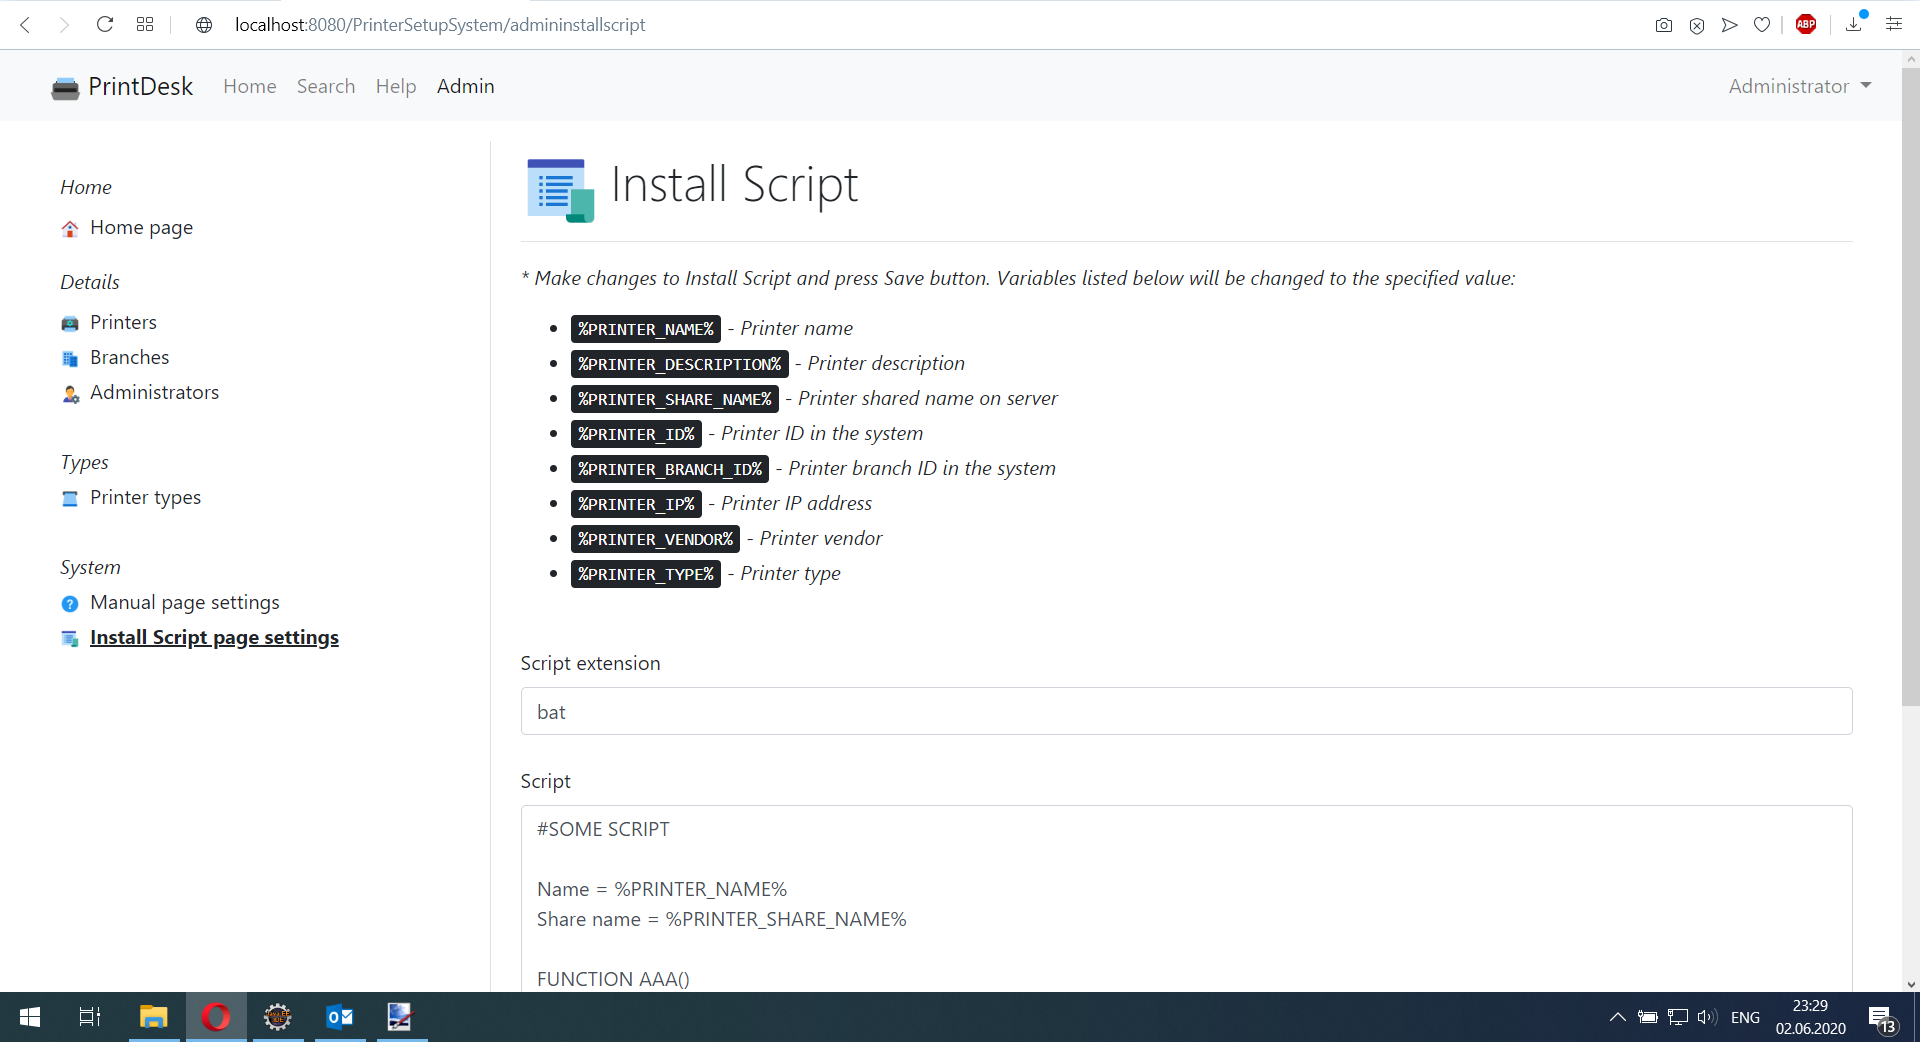 localhost:8080/PrinterSetupSystem/admininstallscript
ABP
PrintDesk Home Search Help Admin Administrator
Home
Home page
Details
Printers
Branches
Administrators
Types
Printer types
System
Manual page settings
Install Script page settings
Install Script
* Make changes to Install Script and press Save button. Variables listed below will be changed to the specified value:
%PRINTER_NAME% - Printer name
%PRINTER_DESCRIPTION% - Printer description
%PRINTER_SHARE_NAME% - Printer shared name on server
%PRINTER_ID% - Printer ID in the system
%PRINTER_BRANCH_ID% - Printer branch ID in the system
%PRINTER_IP% - Printer IP address
%PRINTER_VENDOR% - Printer vendor
%PRINTER_TYPE% - Printer type
Script extension
bat
Script
#SOME SCRIPT
Name = %PRINTER_NAME%
Share name = %PRINTER_SHARE_NAME%
FUNCTION AAA()
ENG
23:29
02.06.2020
13